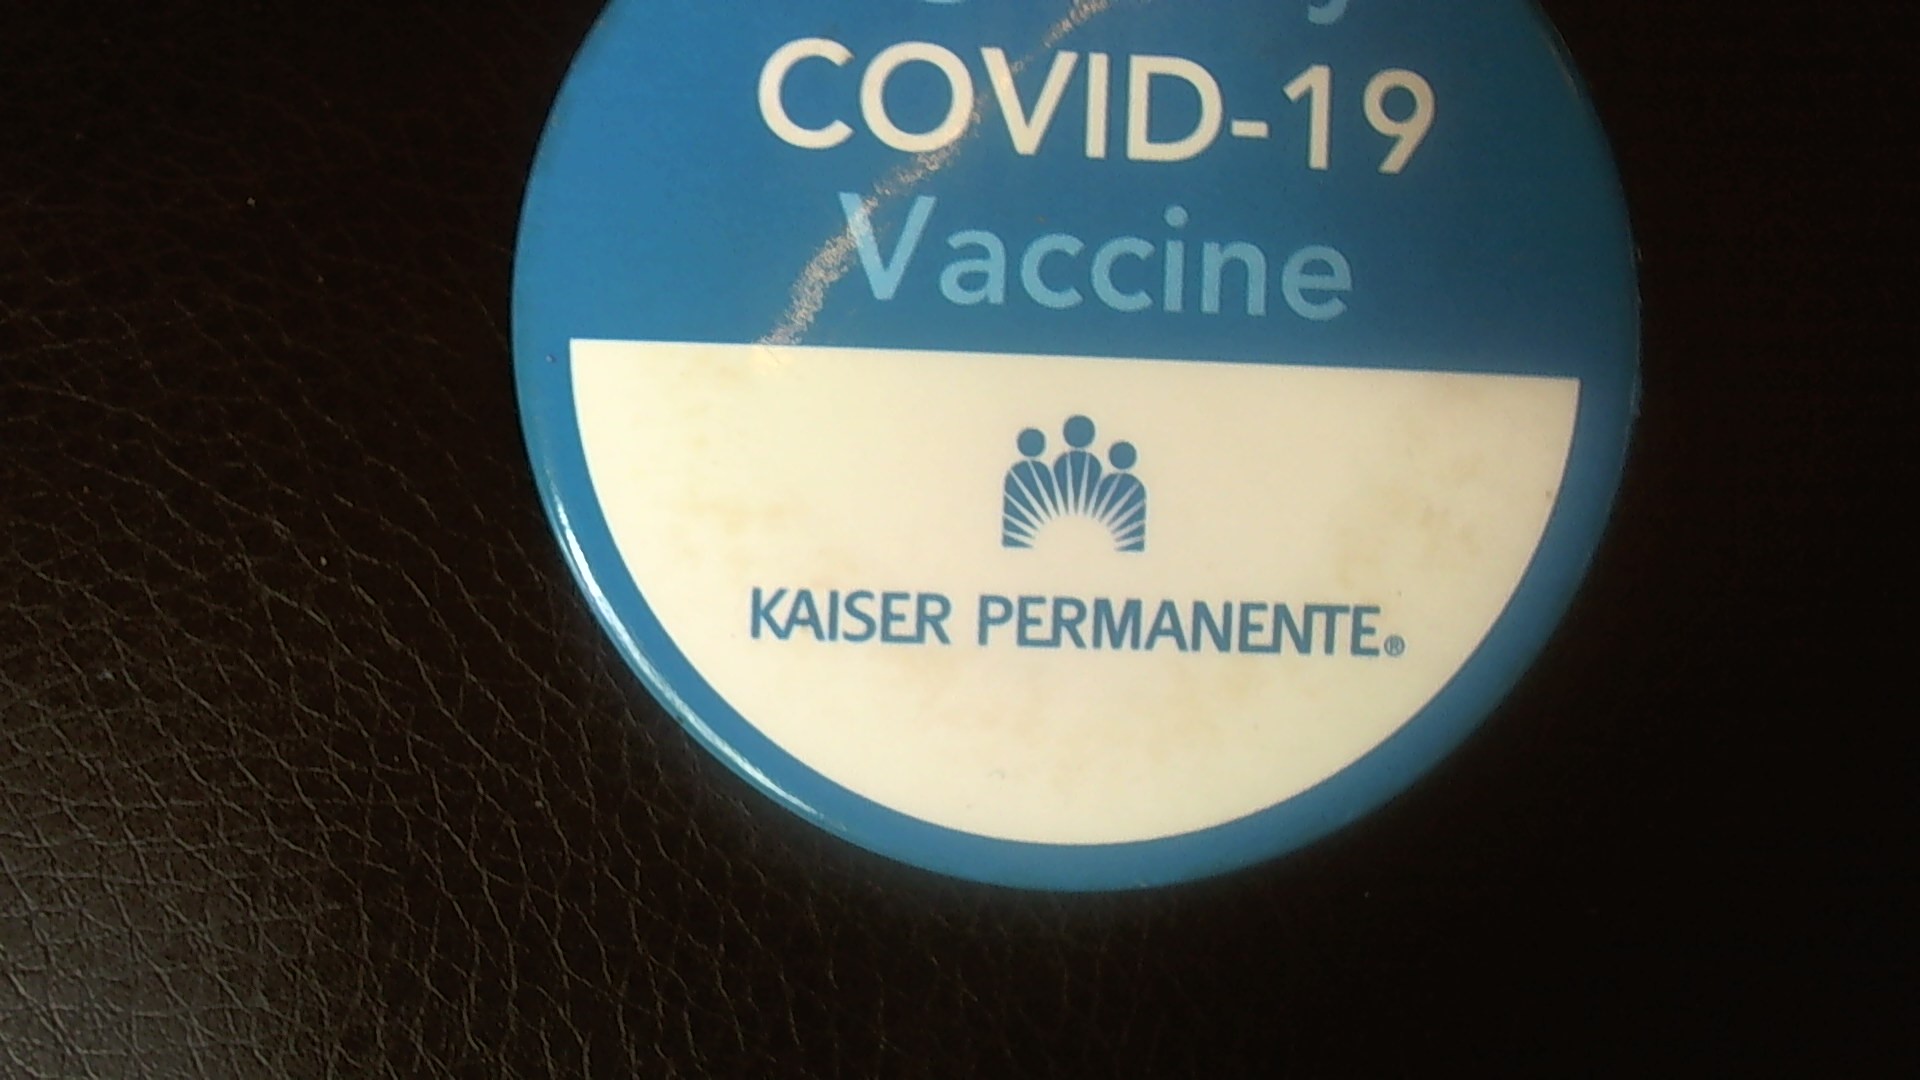 COVID-19
Vaccine
KAISER PERMANENTE®